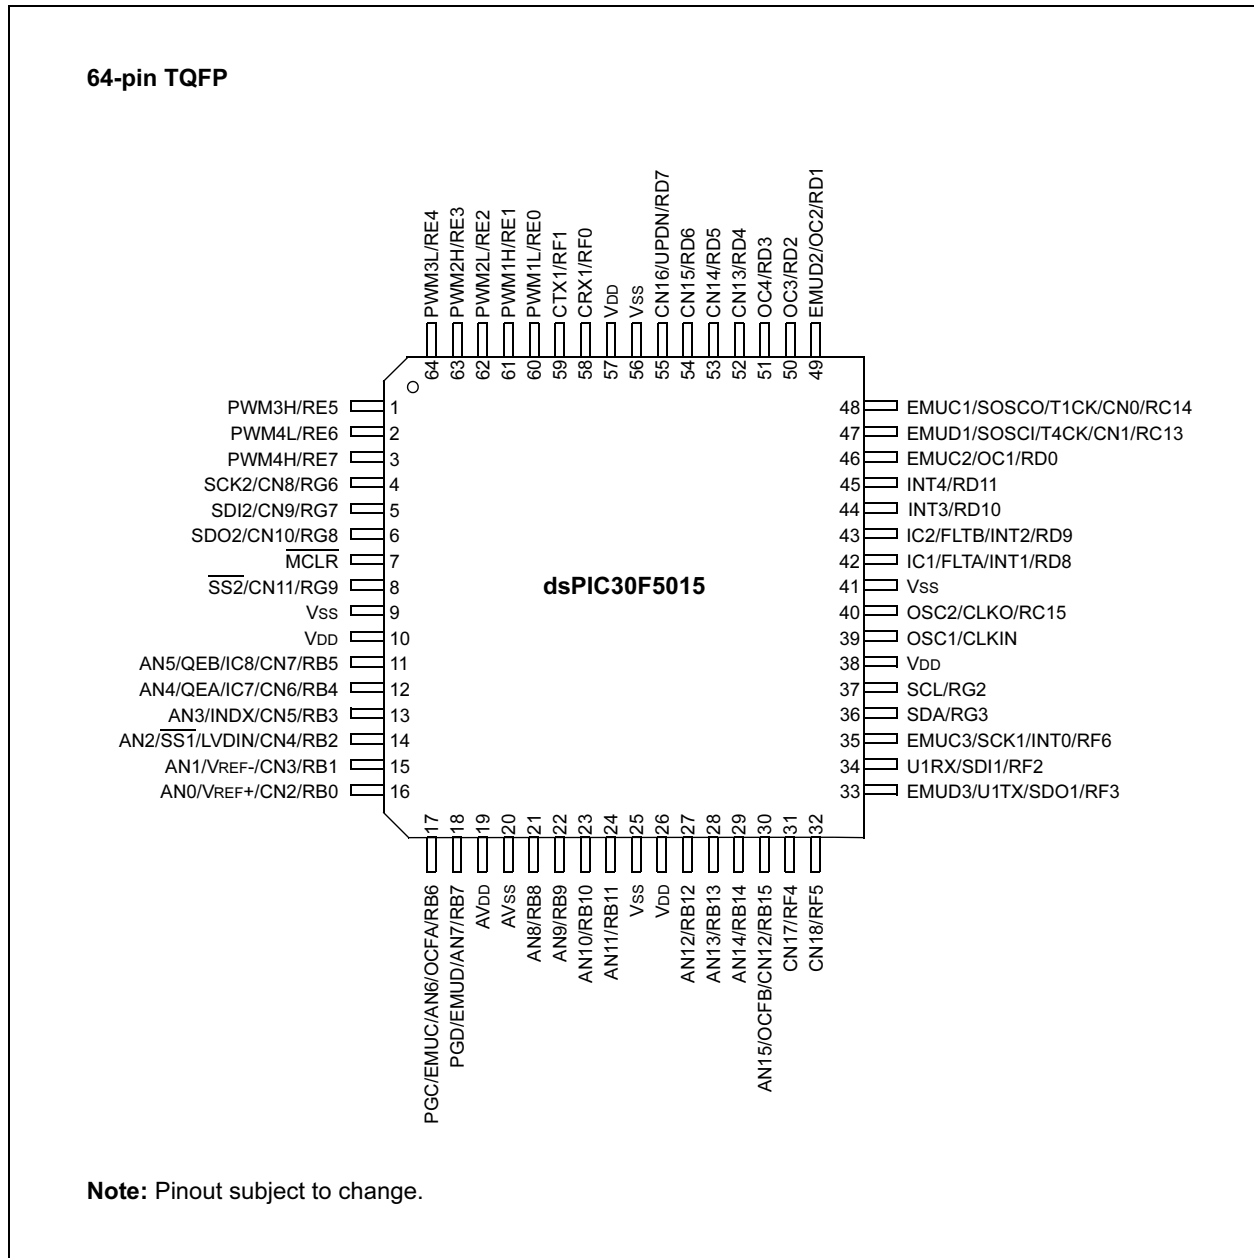 64-pin TQFP
PWM3L/RE4
PWM2H/RE3
PWM2L/RE2
PWM1H/RE1
PWM1L/RE0
CTX1/RF1
CRX1/RF0
VDD
VSS
CN16/UPDN/RD7
CN15/RD6
CN14/RD5
CN13/RD4
OC4/RD3
OC3/RD2
EMUD2/OC2/RD1
64 63 62 61 60 59 58 57 56 55 54 53 52 51 50 49
PWM3H/RE5 1
PWM4L/RE6 2
PWM4H/RE7 3
SCK2/CN8/RG6 4
SDI2/CN9/RG7 5
SDO2/CN10/RG8 6
MCLR 7
SS2/CN11/RG9 8
VSS 9
VDD 10
AN5/QEB/IC8/CN7/RB5 11
AN4/QEA/IC7/CN6/RB4 12
AN3/INDX/CN5/RB3 13
AN2/SS1/LVDIN/CN4/RB2 14
AN1/VREF-/CN3/RB1 15
AN0/VREF+/CN2/RB0 16
dsPIC30F5015
48 EMUC1/SOSCO/T1CK/CN0/RC14
47 EMUD1/SOSCI/T4CK/CN1/RC13
46 EMUC2/OC1/RD0
45 INT4/RD11
44 INT3/RD10
43 IC2/FLTB/INT2/RD9
42 IC1/FLTA/INT1/RD8
41 VSS
40 OSC2/CLKO/RC15
39 OSC1/CLKIN
38 VDD
37 SCL/RG2
36 SDA/RG3
35 EMUC3/SCK1/INT0/RF6
34 U1RX/SDI1/RF2
33 EMUD3/U1TX/SDO1/RF3
17 18 19 20 21 22 23 24 25 26 27 28 29 30 31 32
PGC/EMUC/AN6/OCFA/RB6
PGD/EMUD/AN7/RB7
AVDD
AVSS
AN8/RB8
AN9/RB9
AN10/RB10
AN11/RB11
VSS
VDD
AN12/RB12
AN13/RB13
AN14/RB14
AN15/OCFB/CN12/RB15
CN17/RF4
CN18/RF5
Note: Pinout subject to change.